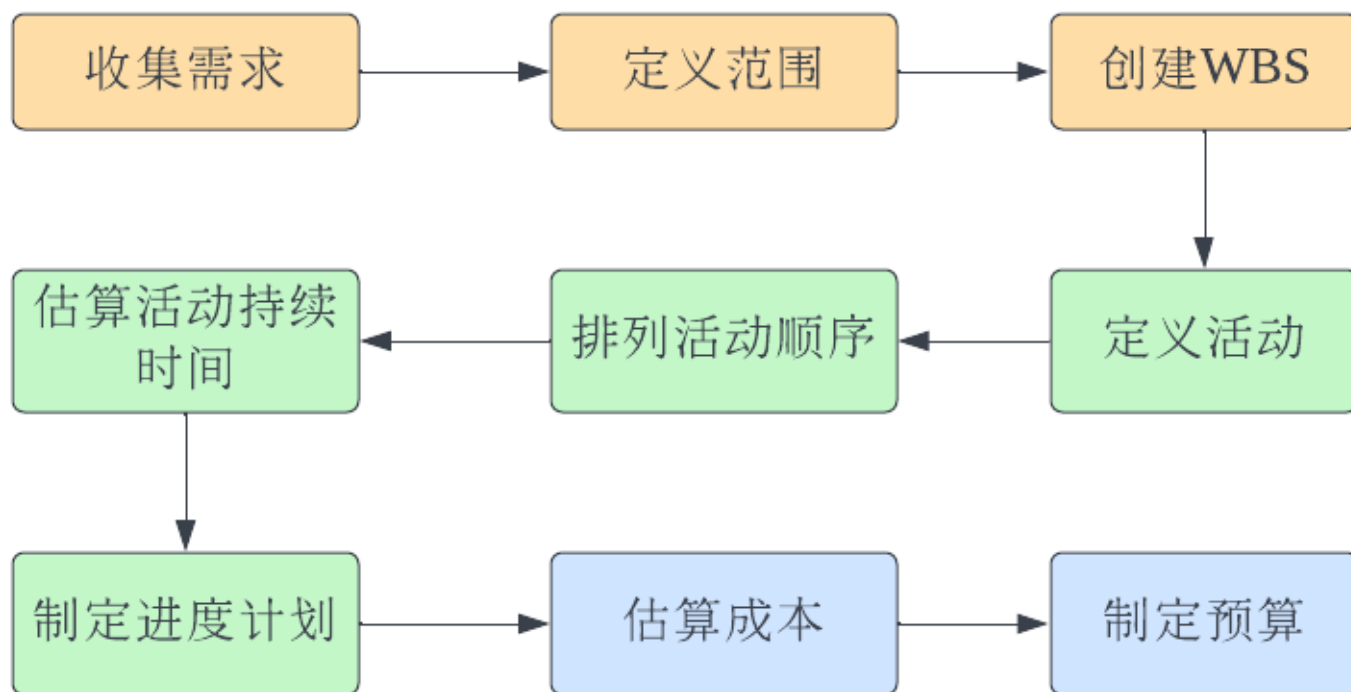 收集需求
定义范围
创建WBS
估算活动持续
时间
排列活动顺序
定义活动
制定进度计划
估算成本
制定预算